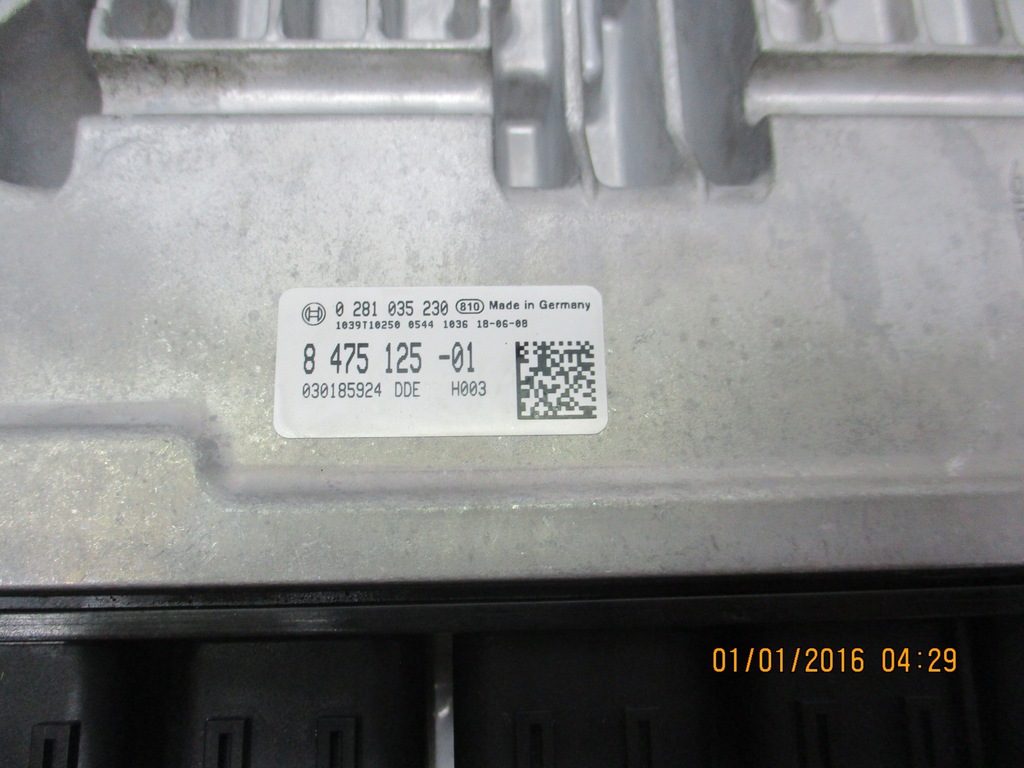 0 281 035 230 810 Made in Germany
1039T10250 0544 1036 18-06-08
8 475 125 -01
030185924 DDE H003
01/01/2016 04:29